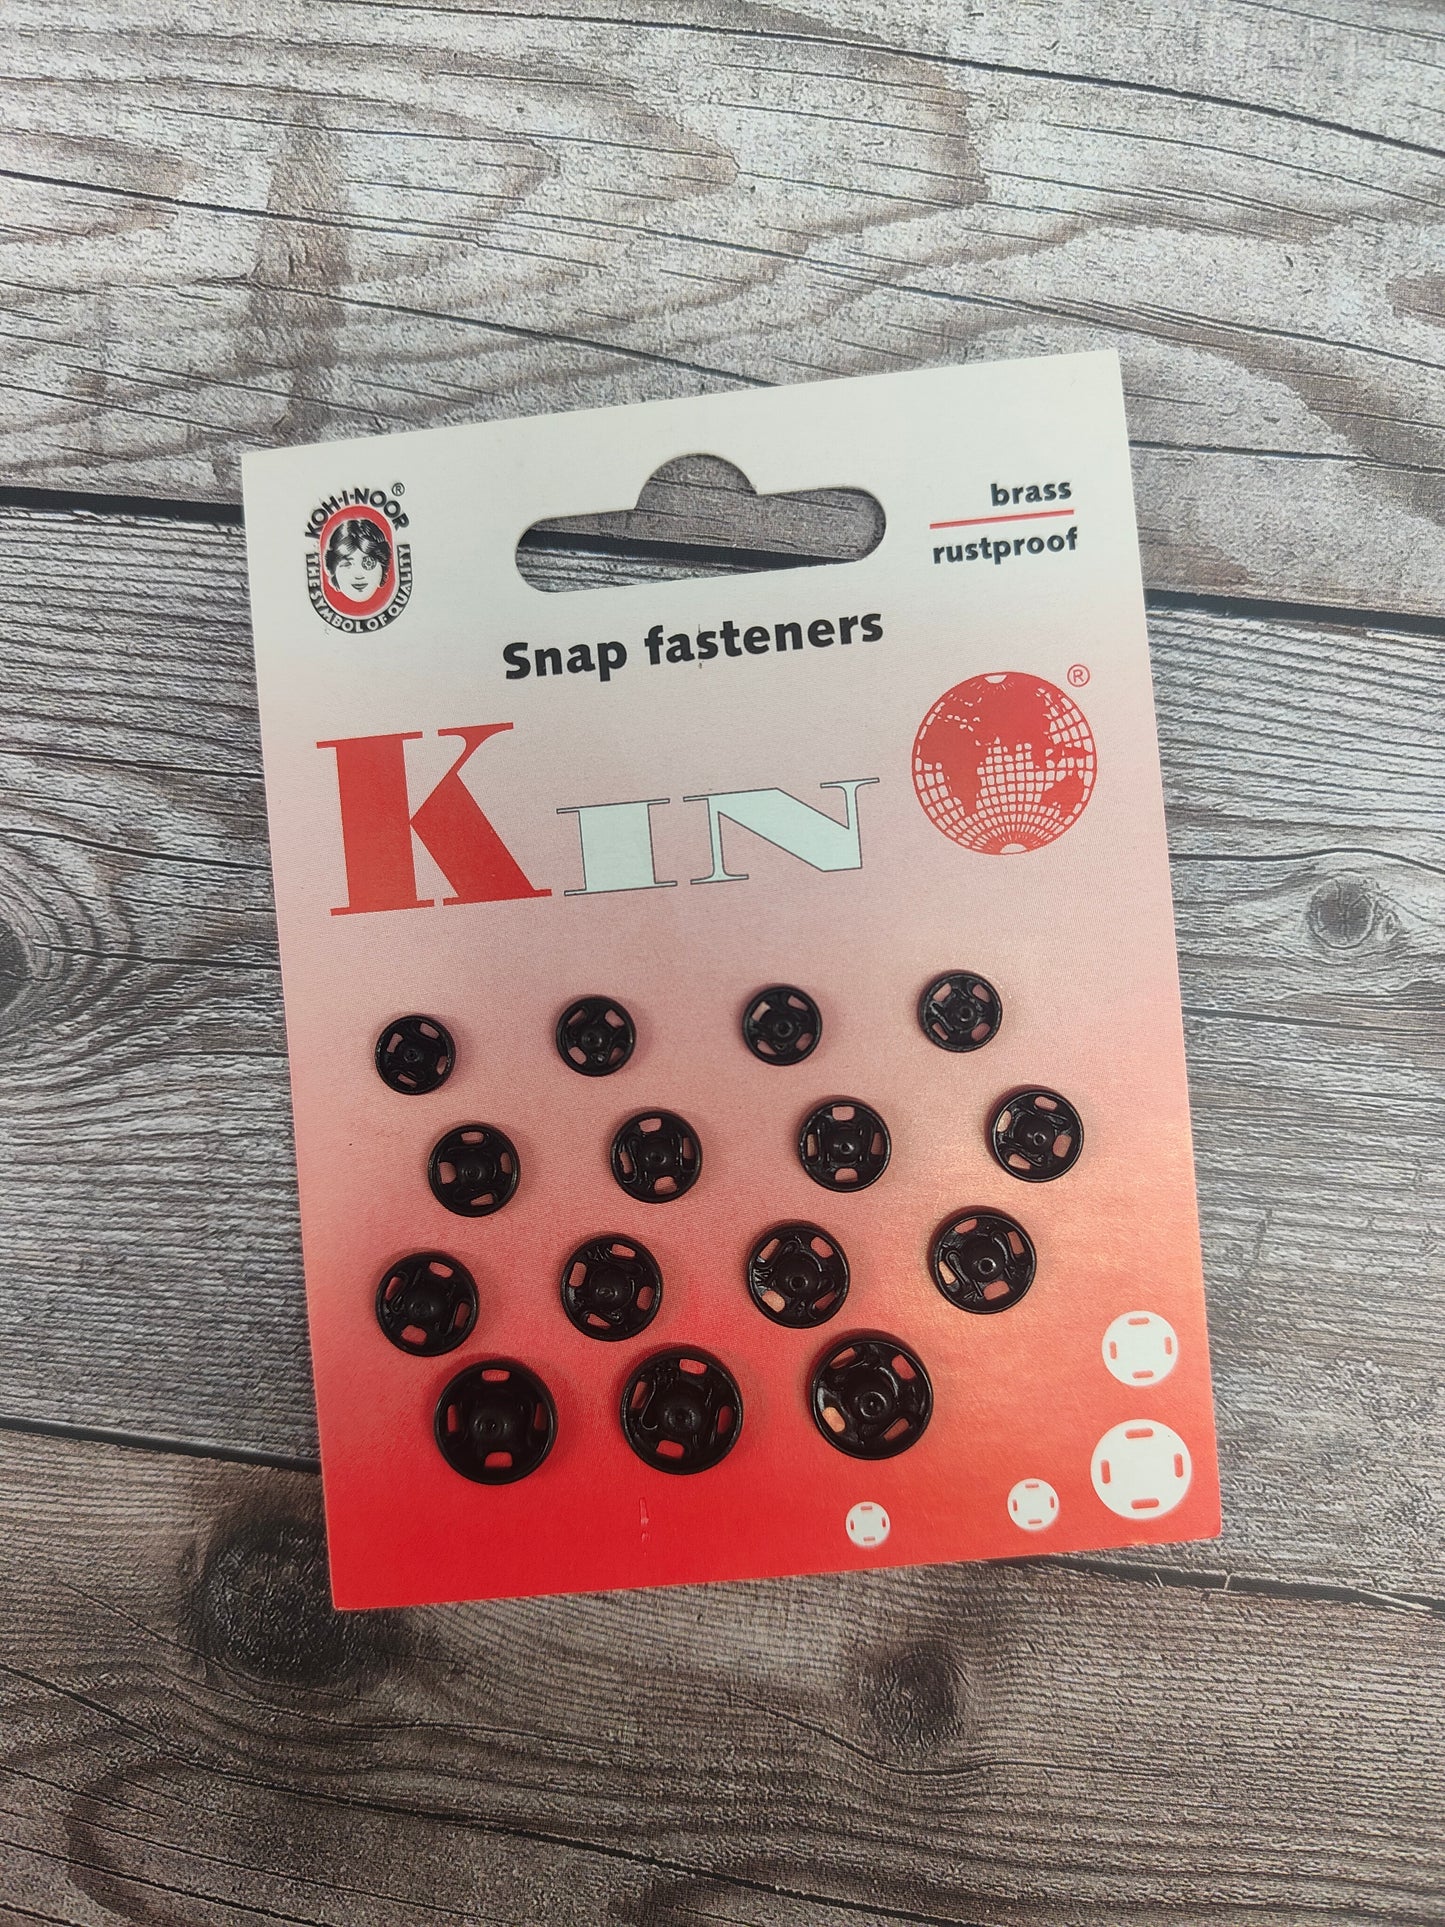 KOH-I-NOOR®
THE SYMBOL OF QUALITY
brass
rustproof
Snap fasteners
KIN
®